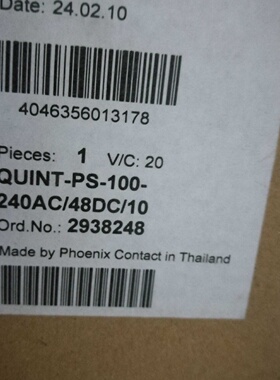 Date: 24.02.10
4046356013178
Pieces: 1 V/C: 20
QUINT-PS-100-
240AC/48DC/10
Ord.No.: 2938248
Made by Phoenix Contact in Thailand